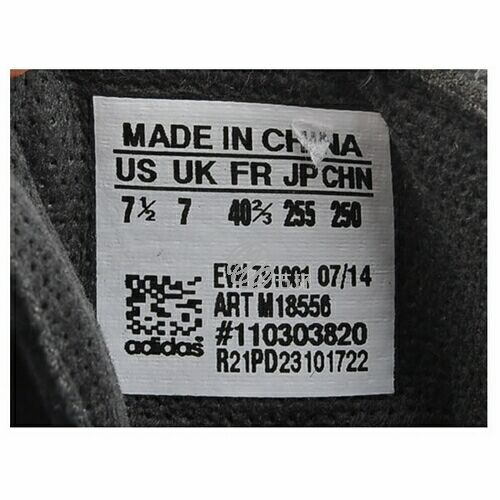 MADE IN CHINA
US UK FR JP CHN
7½ 7 40⅔ 255 250
07/14
ART M18556
#110303820
adidas
R21PD23101722